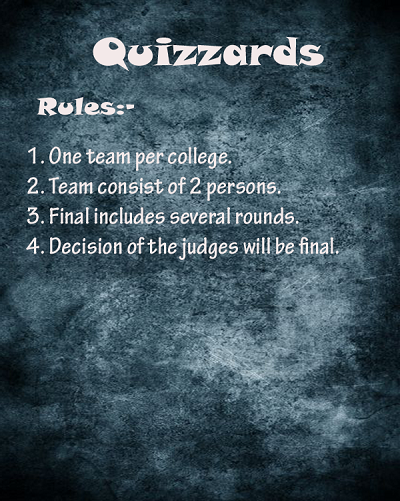 Quizzards
Rules:-
1. One team per college.
2. Team consist of 2 persons.
3. Final includes several rounds.
4. Decision of the judges will be final.